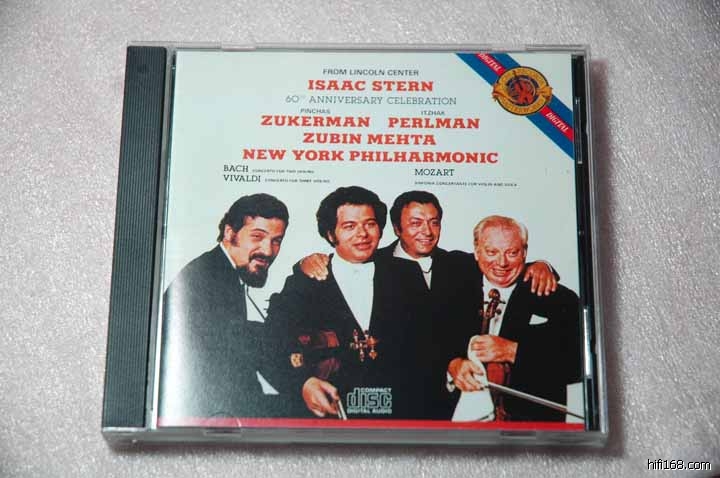 FROM LINCOLN CENTER
ISAAC STERN
60TH ANNIVERSARY CELEBRATION
PINCHAS ITZHAK
ZUKERMAN PERLMAN
ZUBIN MEHTA
NEW YORK PHILHARMONIC
BACH CONCERTO FOR TWO VIOLINS
VIVALDI CONCERTO FOR THREE VIOLINS
MOZART
SINFONIA CONCERTANTE FOR VIOLIN AND VIOLA
DIGITAL
DIGITAL
COMPACT
disc
DIGITAL AUDIO
hifi168.com